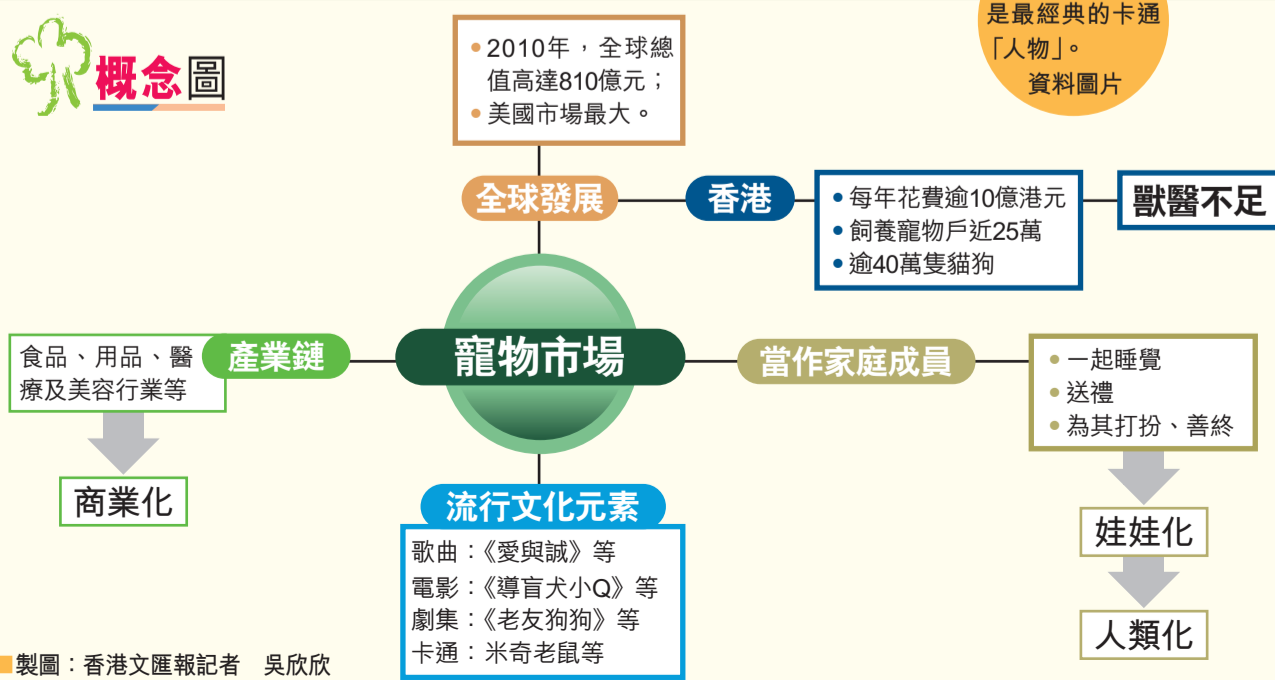 是最經典的卡通
「人物」。
資料圖片
概念圖
•2010年，全球總
值高達810億元；
•美國市場最大。
全球發展
香港
•每年花費逾10億港元
•飼養寵物戶近25萬
•逾40萬隻貓狗
獸醫不足
寵物市場
產業鏈
食品、用品、醫
療及美容行業等
商業化
當作家庭成員
•一起睡覺
•送禮
•為其打扮、善終
娃娃化
人類化
流行文化元素
歌曲：《愛與誠》等
電影：《導盲犬小Q》等
劇集：《老友狗狗》等
卡通：米奇老鼠等
■製圖：香港文匯報記者　吳欣欣